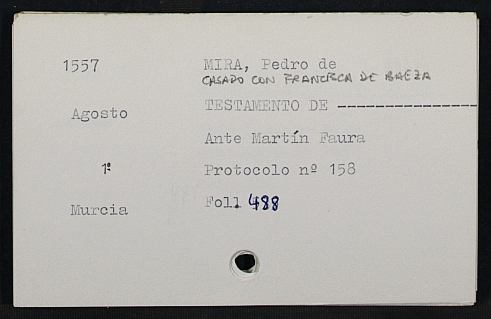 1557 MIRA, Pedro de
CASADO CON FRANCISCA DE BAEZA
Agosto TESTAMENTO DE ----------------
Ante Martín Faura
1º Protocolo nº 158
Murcia Foll. 488